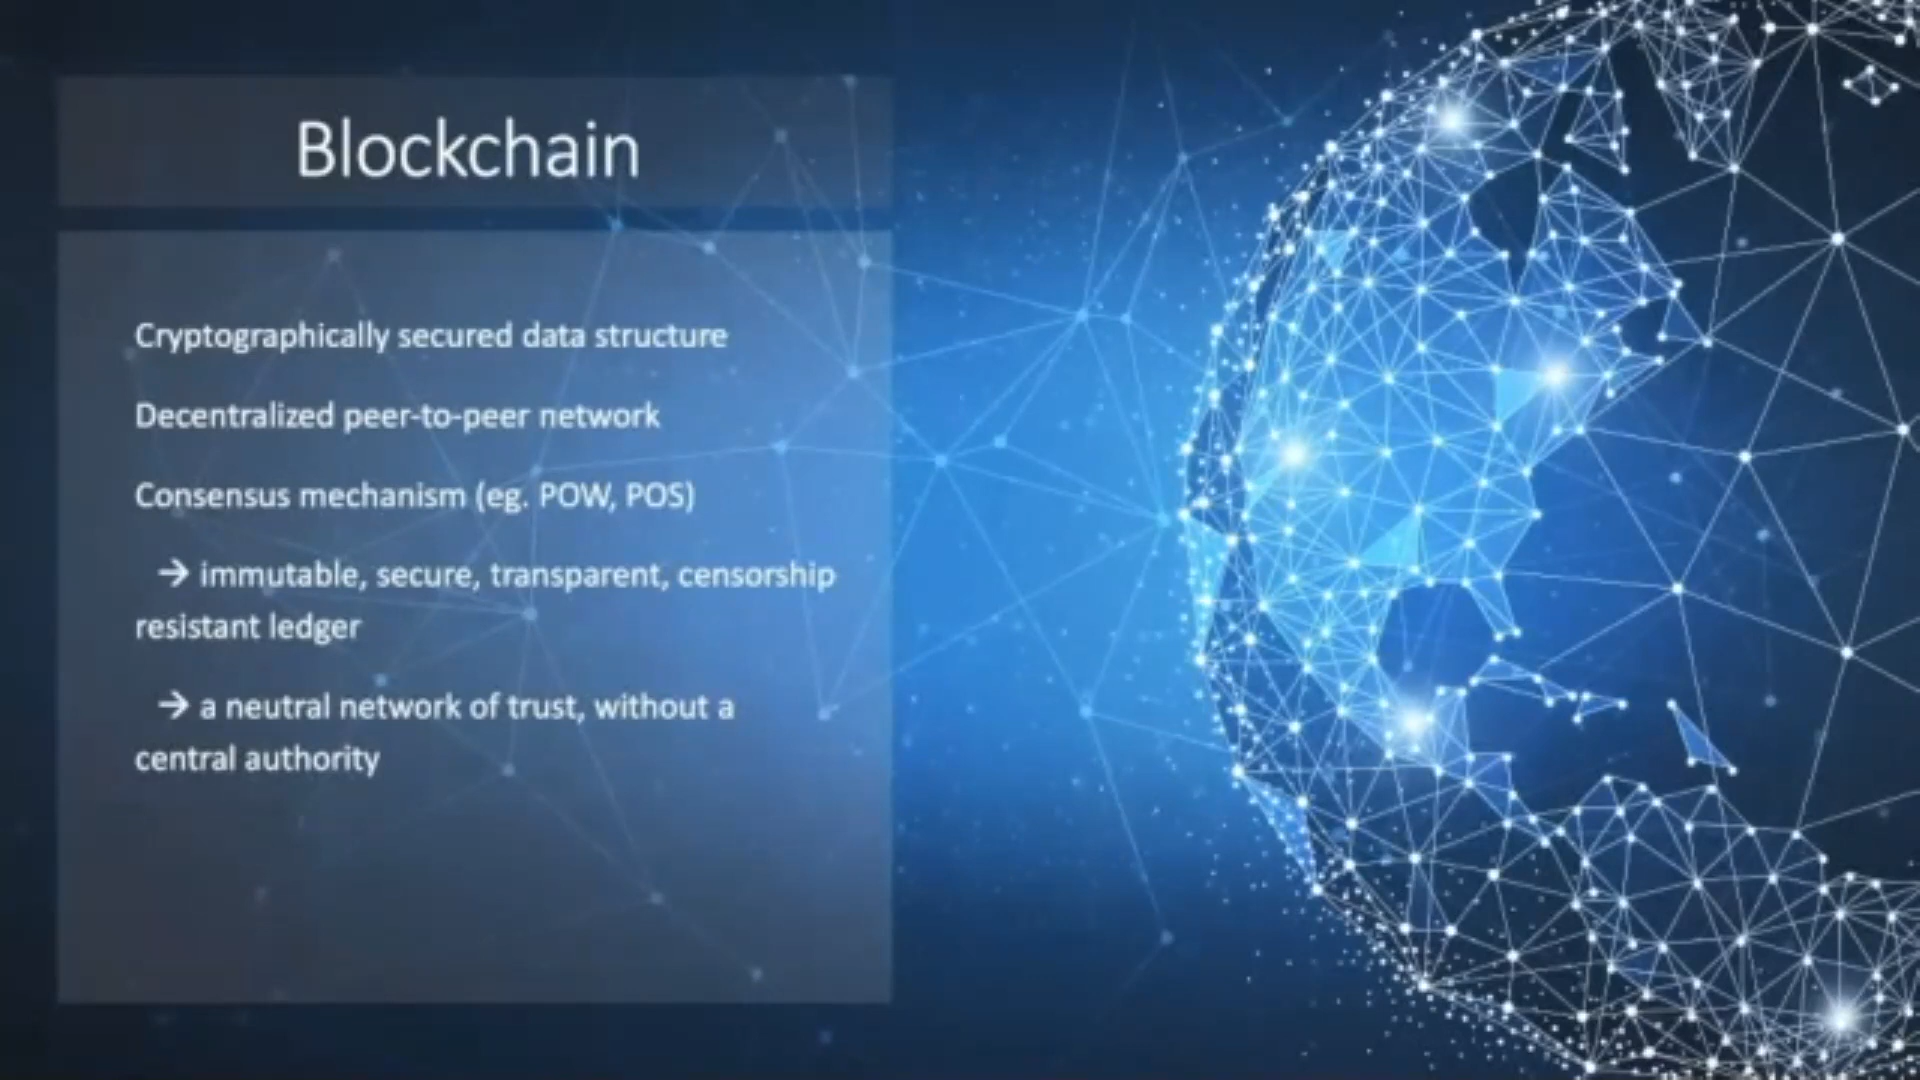 Blockchain
Cryptographically secured data structure
Decentralized peer-to-peer network
Consensus mechanism (eg. POW, POS)
→ immutable, secure, transparent, censorship
resistant ledger
→ a neutral network of trust, without a
central authority